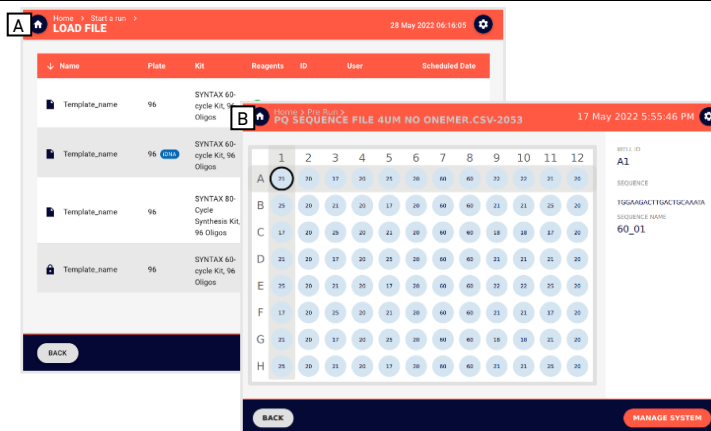 A
Home > Start a run >
LOAD FILE
28 May 2022 06:16:05
Name Plate Kit Reagents ID User Scheduled Date
Template_name 96 SYNTAX 60-
cycle Kit, 96
Oligos
Template_name 96 iDNA SYNTAX 60-
cycle Kit, 96
Oligos
Template_name 96 SYNTAX 80-
Cycle
Synthesis Kit,
96 Oligos
Template_name 96 SYNTAX 60-
cycle Kit, 96
Oligos
BACK
B
Home > Pre Run >
PQ SEQUENCE FILE 4UM NO ONEMER.CSV-2053
17 May 2022 5:55:46 PM
1 2 3 4 5 6 7 8 9 10 11 12
A 21 20 17 20 25 20 60 60 22 22 21 20
B 25 20 21 20 17 20 60 60 21 21 25 20
C 17 20 25 20 21 20 60 60 18 18 17 20
D 21 20 17 20 25 20 60 60 21 21 21 20
E 25 20 21 20 17 20 60 60 22 22 25 20
F 17 20 25 20 21 20 60 60 21 21 17 20
G 21 20 17 20 25 20 60 60 18 18 21 20
H 25 20 21 20 17 20 60 60 21 21 25 20
WELL ID
A1
SEQUENCE
TGGAAGACTTGACTGCAAATA
SEQUENCE NAME
60_01
BACK
MANAGE SYSTEM